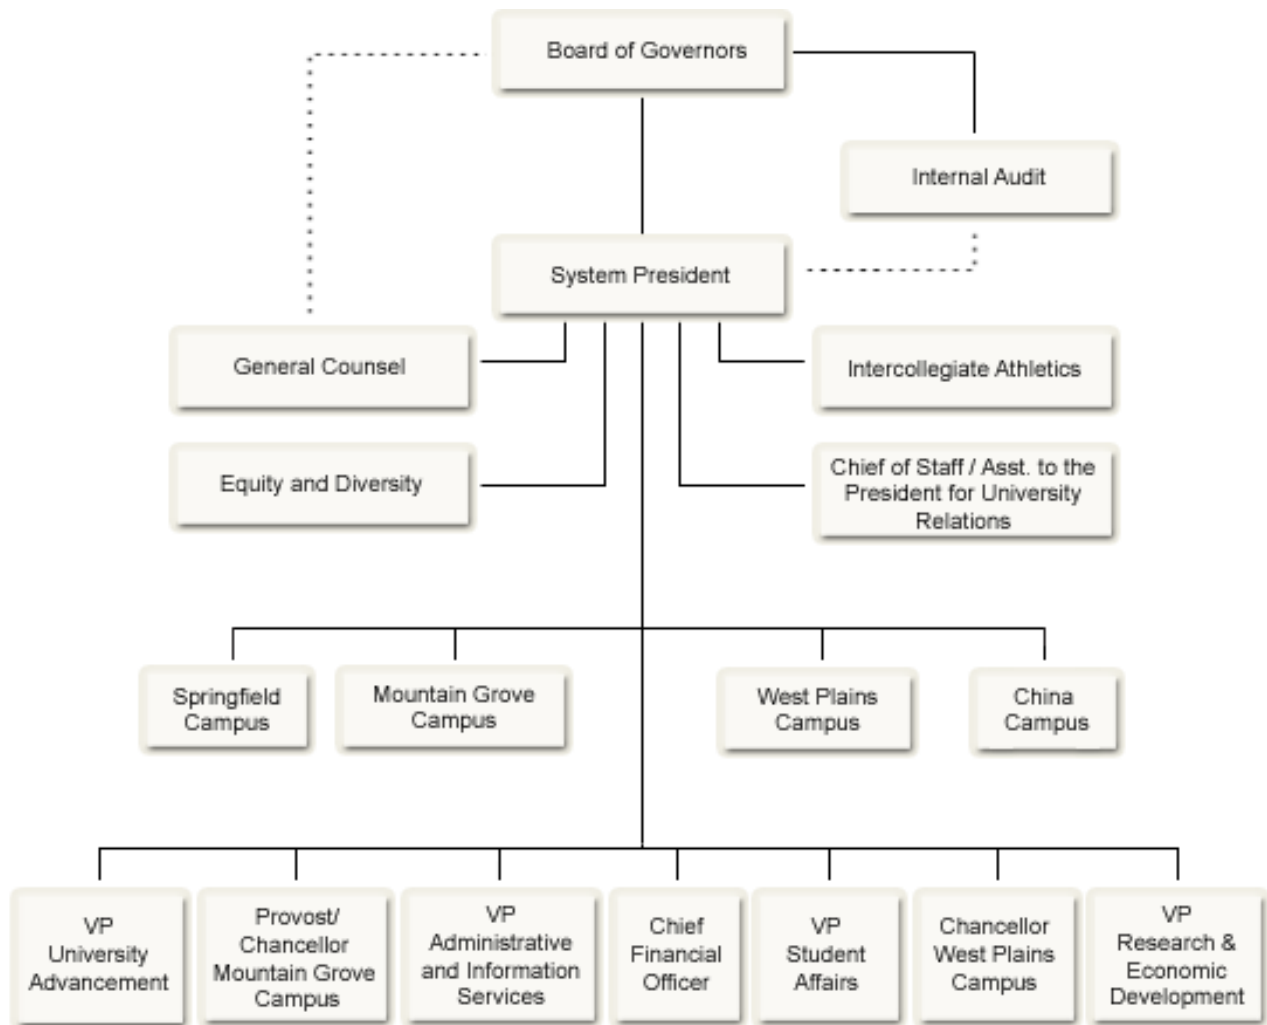 Board of Governors
Internal Audit
System President
General Counsel
Intercollegiate Athletics
Equity and Diversity
Chief of Staff / Asst. to the
President for University
Relations
Springfield
Campus
Mountain Grove
Campus
West Plains
Campus
China
Campus
VP
University
Advancement
Provost/
Chancellor
Mountain Grove
Campus
VP
Administrative
and Information
Services
Chief
Financial
Officer
VP
Student
Affairs
Chancellor
West Plains
Campus
VP
Research &
Economic
Development